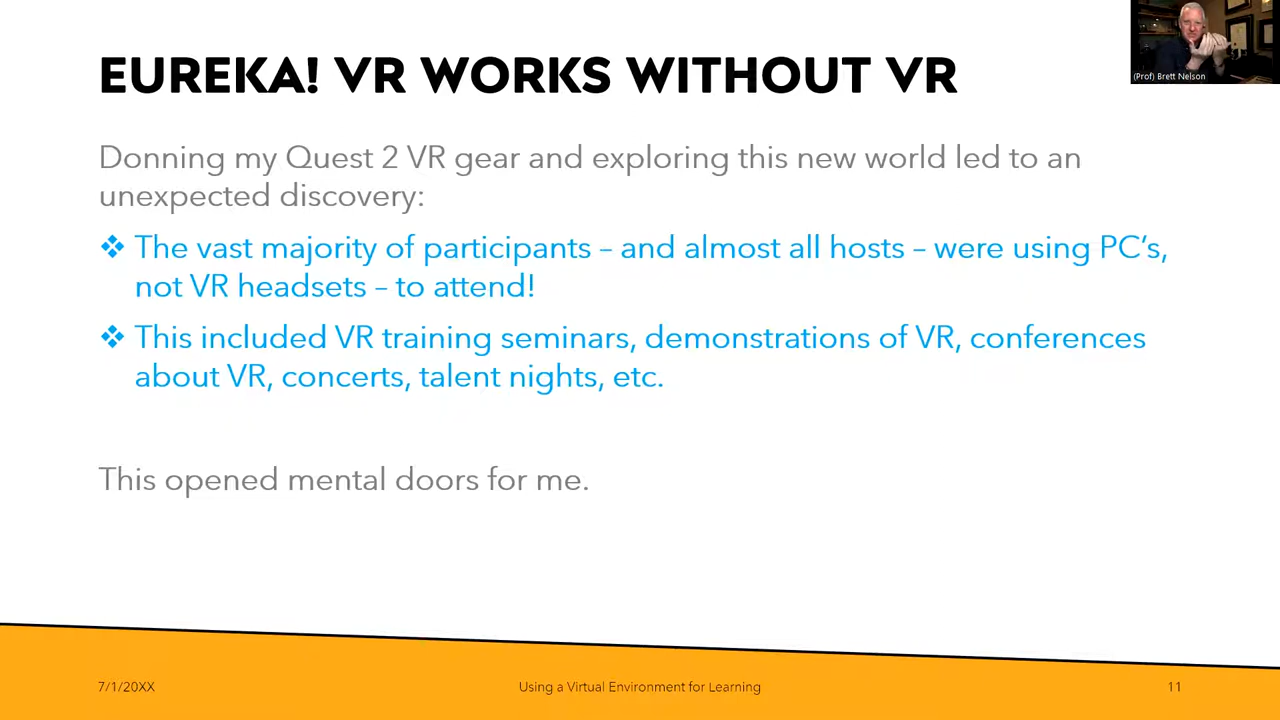 (Prof) Brett Nelson
EUREKA! VR WORKS WITHOUT VR
Donning my Quest 2 VR gear and exploring this new world led to an
unexpected discovery:
❖ The vast majority of participants – and almost all hosts – were using PC’s,
not VR headsets – to attend!
❖ This included VR training seminars, demonstrations of VR, conferences
about VR, concerts, talent nights, etc.
This opened mental doors for me.
7/1/20XX
Using a Virtual Environment for Learning
11